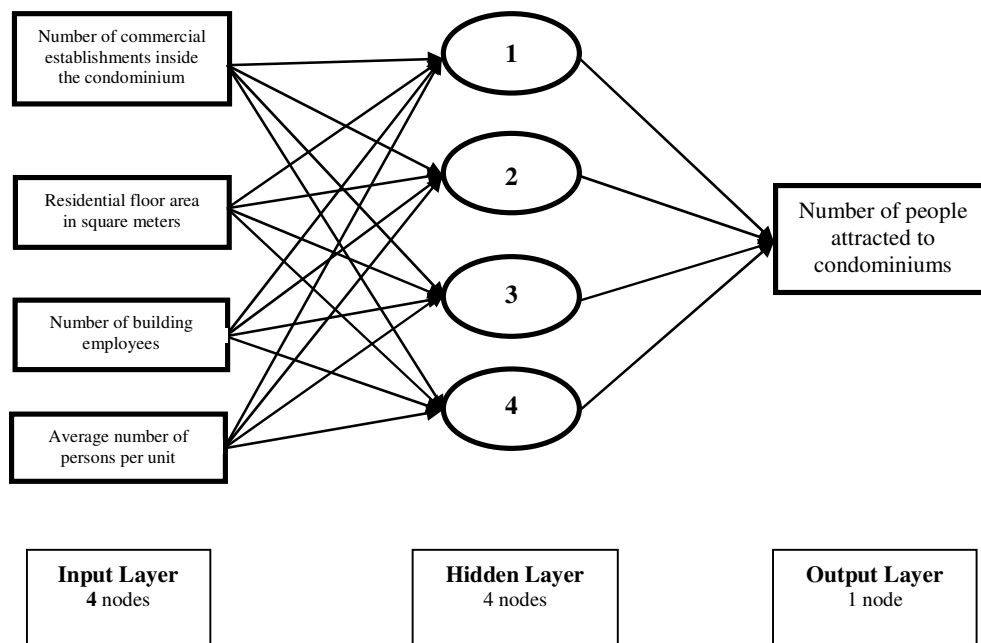 Number of commercial
establishments inside
the condominium
Residential floor area
in square meters
Number of building
employees
Average number of
persons per unit
1
2
3
4
Number of people
attracted to
condominiums
Input Layer
4 nodes
Hidden Layer
4 nodes
Output Layer
1 node